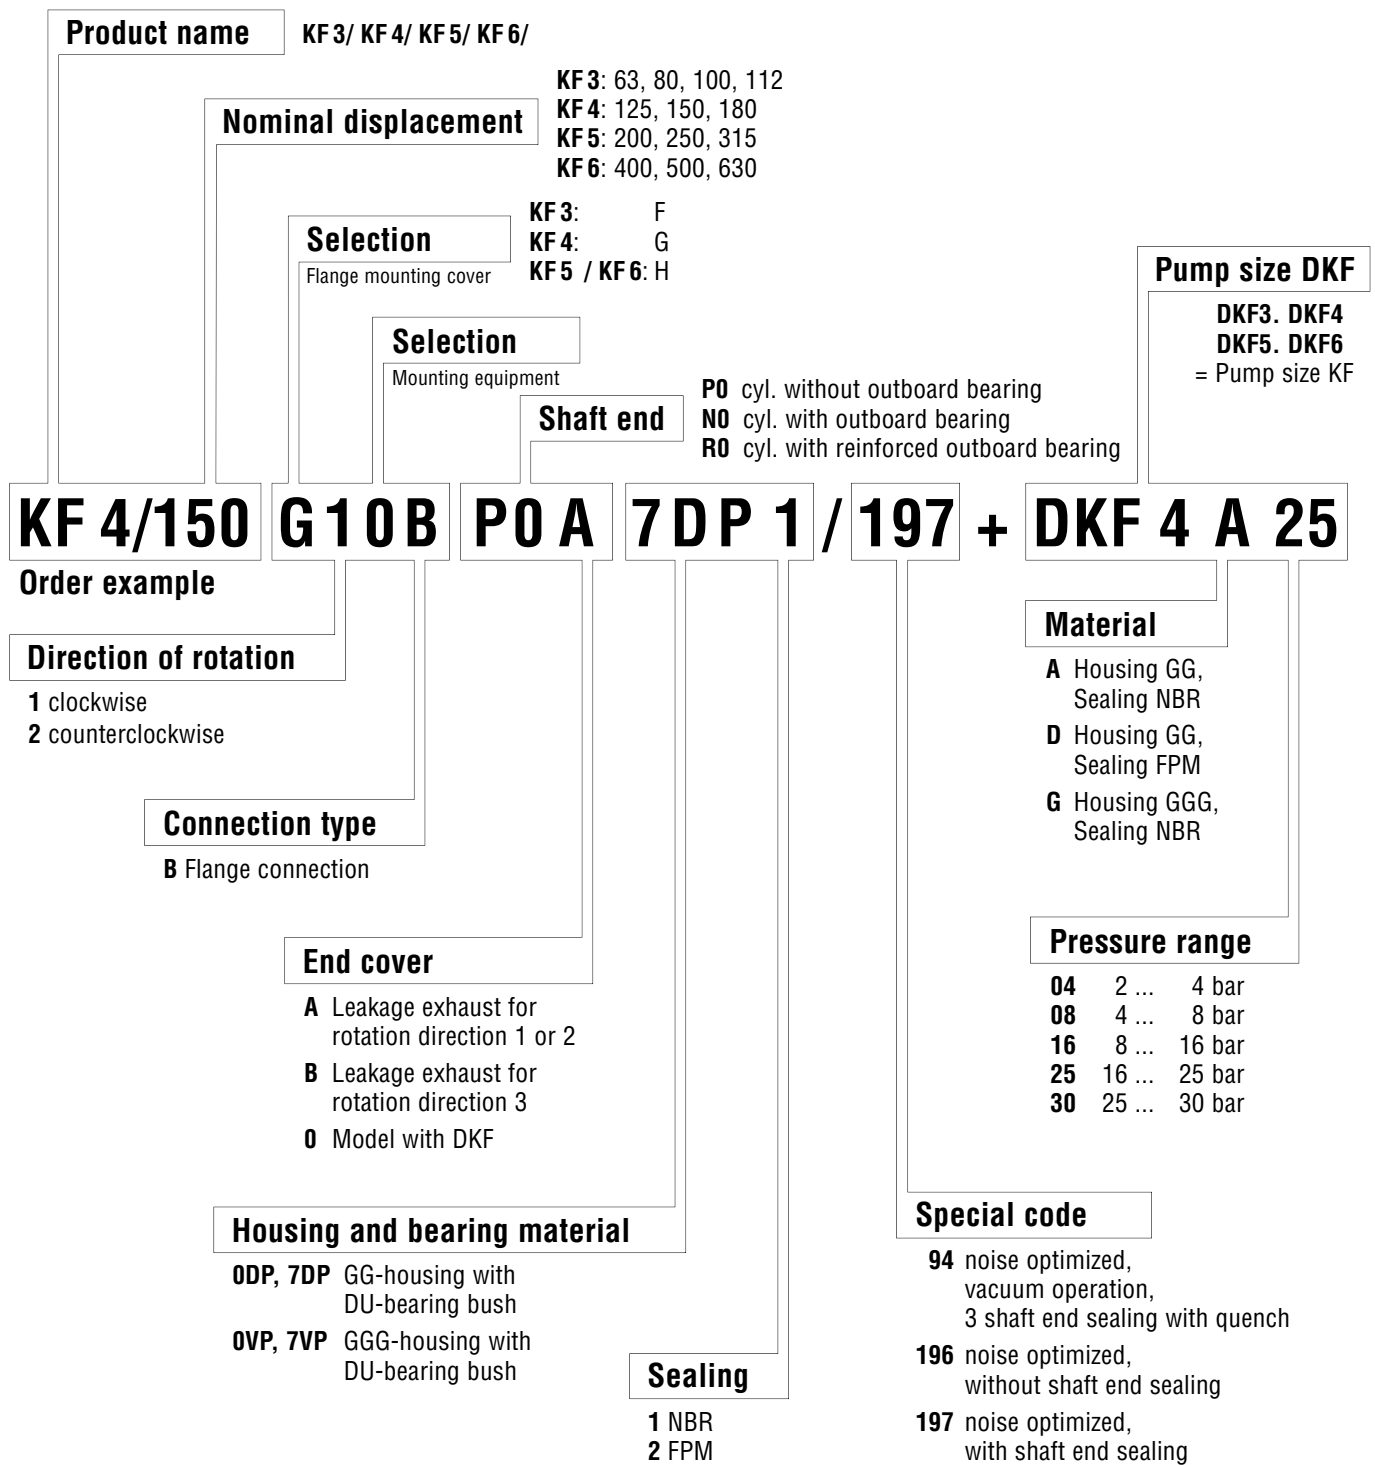 Product name
KF 3/ KF 4/ KF 5/ KF 6/
Nominal displacement
KF 3: 63, 80, 100, 112
KF 4: 125, 150, 180
KF 5: 200, 250, 315
KF 6: 400, 500, 630
Selection
Flange mounting cover
KF 3: F
KF 4: G
KF 5 / KF 6: H
Selection
Mounting equipment
Shaft end
P0 cyl. without outboard bearing
N0 cyl. with outboard bearing
R0 cyl. with reinforced outboard bearing
Pump size DKF
DKF3. DKF4
DKF5. DKF6
= Pump size KF
KF 4/150 G 1 0 B P 0 A 7 D P 1 / 197 + DKF 4 A 25
Order example
Direction of rotation
1 clockwise
2 counterclockwise
Connection type
B Flange connection
End cover
A Leakage exhaust for
rotation direction 1 or 2
B Leakage exhaust for
rotation direction 3
0 Model with DKF
Housing and bearing material
0DP, 7DP GG-housing with
DU-bearing bush
0VP, 7VP GGG-housing with
DU-bearing bush
Sealing
1 NBR
2 FPM
Material
A Housing GG,
Sealing NBR
D Housing GG,
Sealing FPM
G Housing GGG,
Sealing NBR
Pressure range
04 2 ... 4 bar
08 4 ... 8 bar
16 8 ... 16 bar
25 16 ... 25 bar
30 25 ... 30 bar
Special code
94 noise optimized,
vacuum operation,
3 shaft end sealing with quench
196 noise optimized,
without shaft end sealing
197 noise optimized,
with shaft end sealing